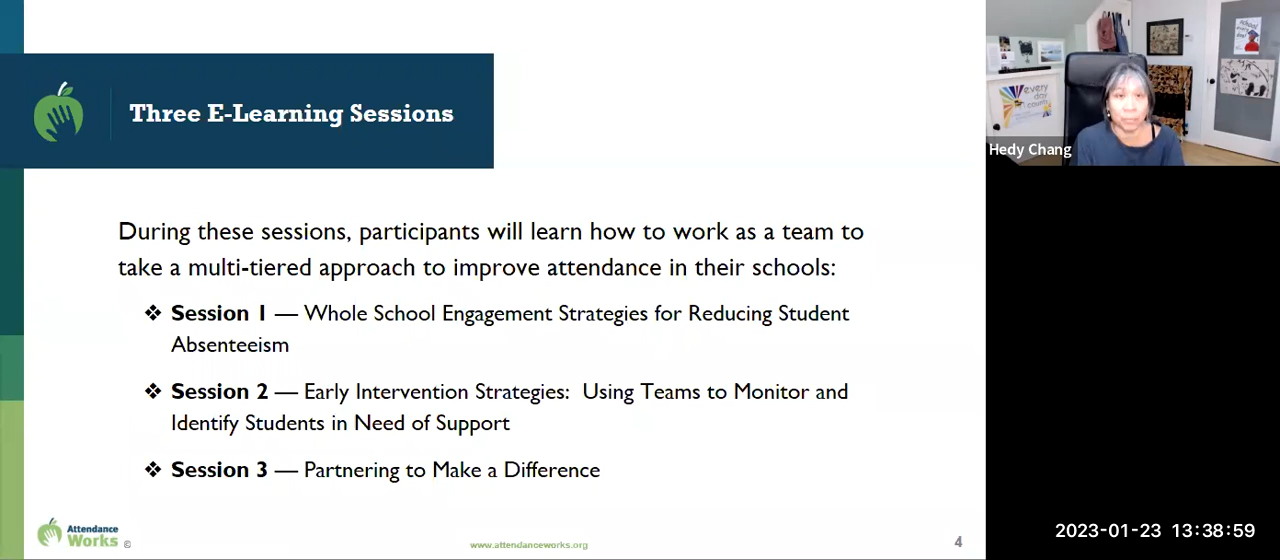 Three E-Learning Sessions
During these sessions, participants will learn how to work as a team to
take a multi-tiered approach to improve attendance in their schools:
❖ Session 1 — Whole School Engagement Strategies for Reducing Student
Absenteeism
❖ Session 2 — Early Intervention Strategies: Using Teams to Monitor and
Identify Students in Need of Support
❖ Session 3 — Partnering to Make a Difference
Attendance
Works ©
www.attendanceworks.org
4
every
day
counts
Hedy Chang
2023-01-23 13:38:59